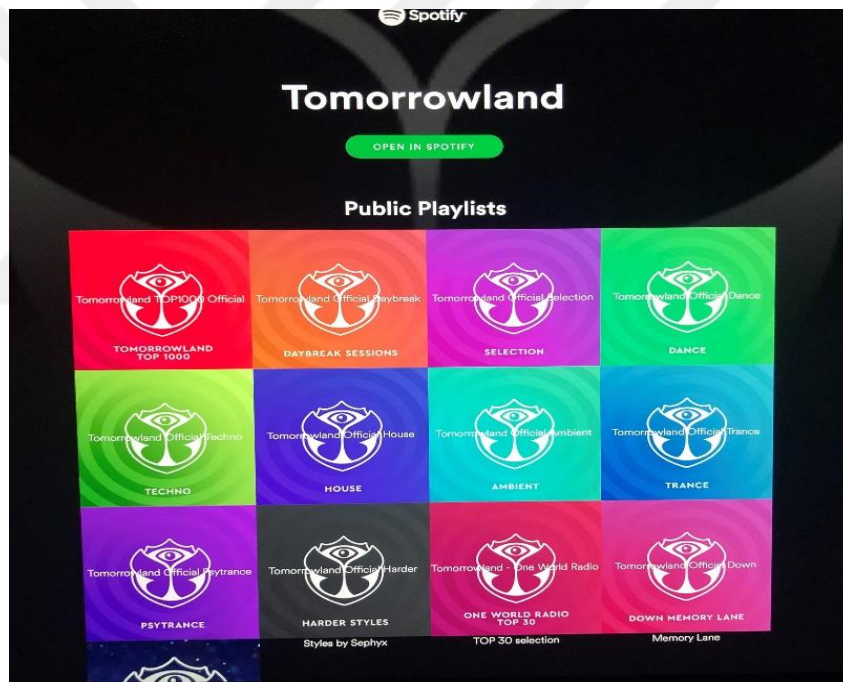 Spotify
Tomorrowland
OPEN IN SPOTIFY
Public Playlists
Tomorrowland TOP1000 Official
TOMORROWLAND
TOP 1000
Tomorrowland Official Daybreak
DAYBREAK SESSIONS
Tomorrowland Official Selection
SELECTION
Tomorrowland Official Dance
DANCE
Tomorrowland Official Techno
TECHNO
Tomorrowland Official House
HOUSE
Tomorrowland Official Ambient
AMBIENT
Tomorrowland Official Trance
TRANCE
Tomorrowland Official Psytrance
PSYTRANCE
Tomorrowland Official Harder
HARDER STYLES
Styles by Sephyx
Tomorrowland - One World Radio
ONE WORLD RADIO
TOP 30
TOP 30 selection
Tomorrowland Official Down
DOWN MEMORY LANE
Memory Lane